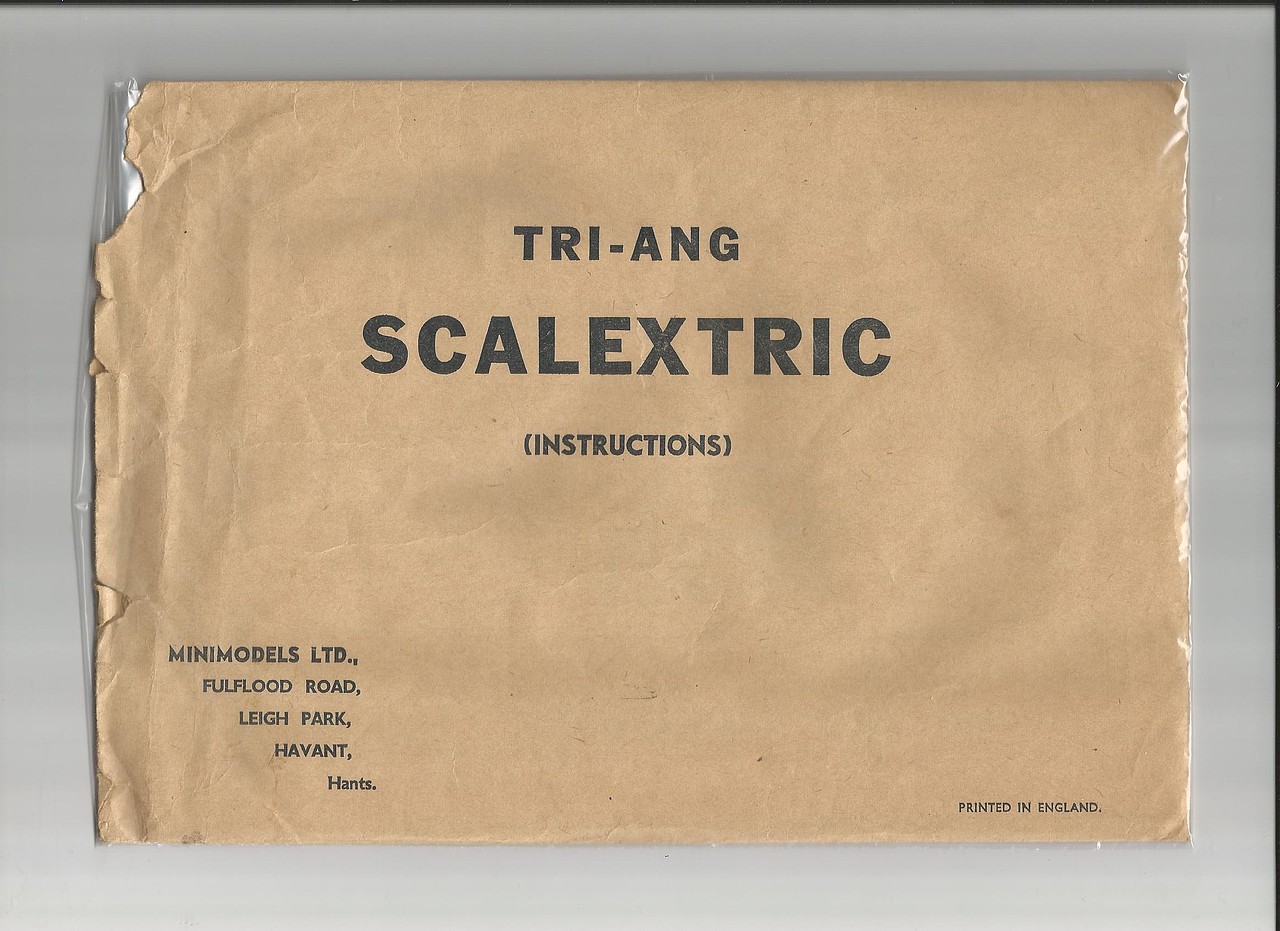 TRI-ANG
SCALEXTRIC
(INSTRUCTIONS)
MINIMODELS LTD.,
FULFLOOD ROAD,
LEIGH PARK,
HAVANT,
Hants.
PRINTED IN ENGLAND.